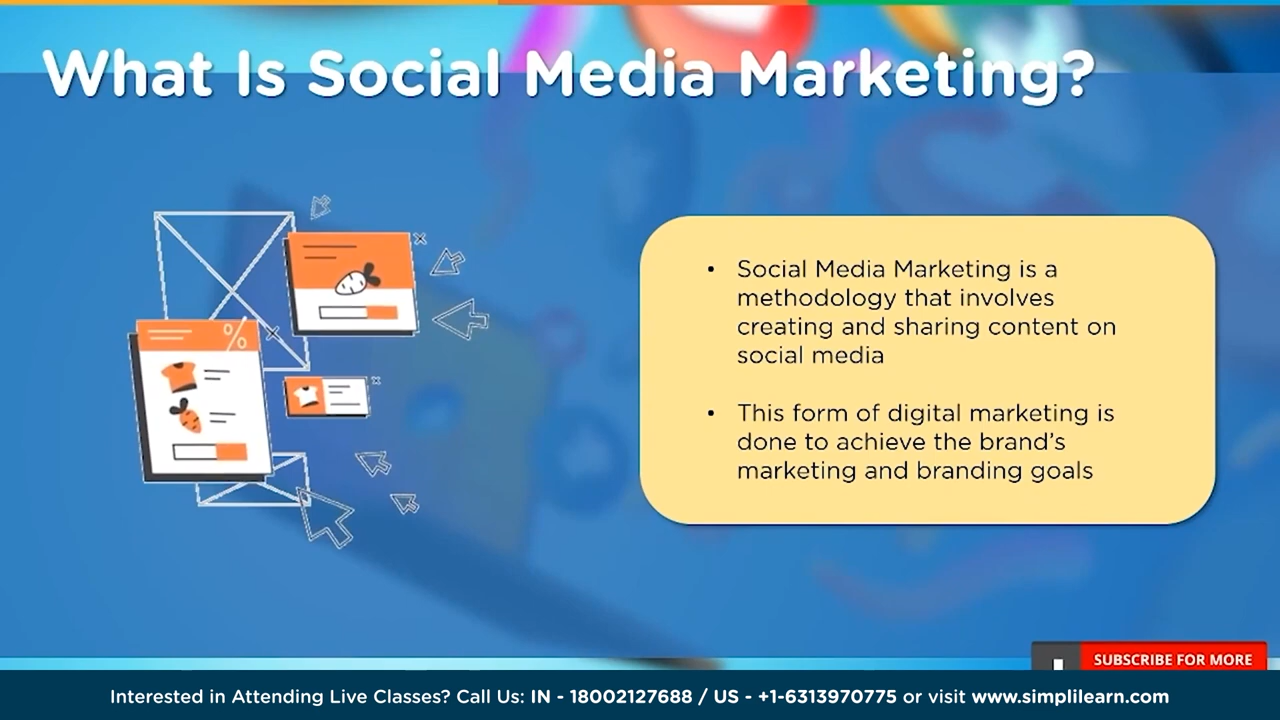 What Is Social Media Marketing?
%
• Social Media Marketing is a
methodology that involves
creating and sharing content on
social media
• This form of digital marketing is
done to achieve the brand's
marketing and branding goals
SUBSCRIBE FOR MORE
Interested in Attending Live Classes? Call Us: IN - 18002127688 / US - +1-6313970775 or visit www.simplilearn.com